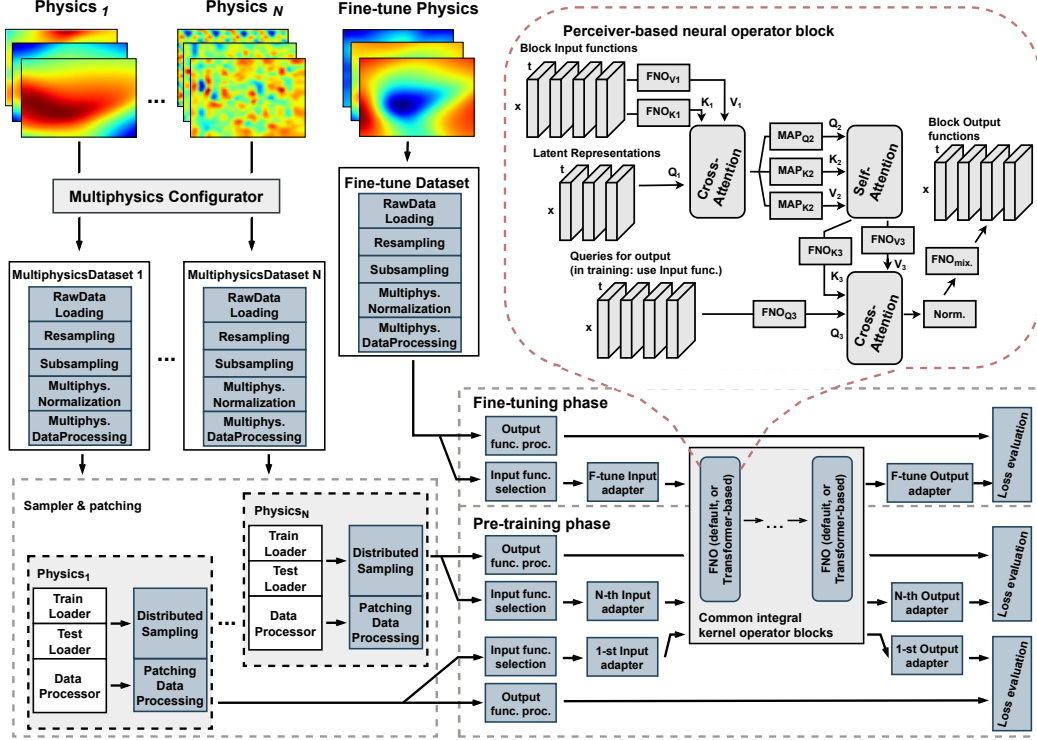 Physics 1
...
Physics N
Fine-tune Physics
Multiphysics Configurator
MultiphysicsDataset 1
RawData
Loading
Resampling
Subsampling
Multiphys.
Normalization
Multiphys.
DataProcessing
...
MultiphysicsDataset N
RawData
Loading
Resampling
Subsampling
Multiphys.
Normalization
Multiphys.
DataProcessing
Fine-tune Dataset
RawData
Loading
Resampling
Subsampling
Multiphys.
Normalization
Multiphys.
DataProcessing
Perceiver-based neural operator block
Block Input functions
t
x
FNOV1
FNOK1
V1
K1
Latent Representations
t
x
Q1
Cross-
Attention
MAPQ2
MAPK2
MAPK2
Q2
K2
V2
Self-
Attention
Block Output
functions
t
x
FNOK3
FNOV3
K3
V3
Queries for output
(in training: use Input func.)
t
x
FNOQ3
Q3
Cross-
Attention
Norm.
FNOmix.
Sampler & patching
Physics1
Train
Loader
Test
Loader
Data
Processor
Distributed
Sampling
Patching
Data
Processing
...
PhysicsN
Train
Loader
Test
Loader
Data
Processor
Distributed
Sampling
Patching
Data
Processing
Fine-tuning phase
Output
func. proc.
Input func.
selection
F-tune Input
adapter
F-tune Output
adapter
Loss evaluation
Pre-training phase
Output
func. proc.
Input func.
selection
N-th Input
adapter
N-th Output
adapter
Loss evaluation
Input func.
selection
1-st Input
adapter
1-st Output
adapter
Output
func. proc.
Loss evaluation
FNO (default, or
Transformer-based)
...
FNO (default, or
Transformer-based)
Common integral
kernel operator blocks